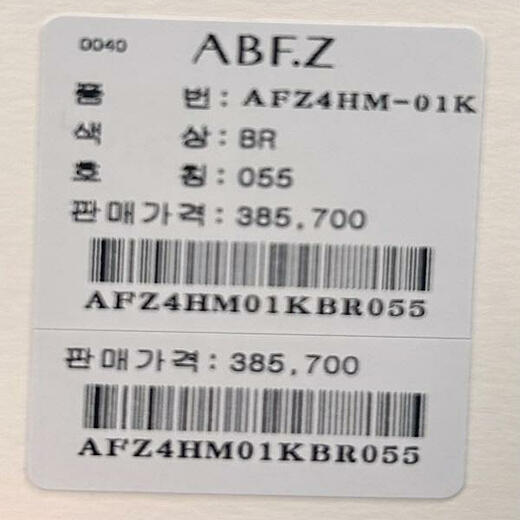 0040 ABF.Z
품 번 : AFZ4HM-01K
색 상 : BR
호 칭 : 055
판매가격 : 385,700
AFZ4HM01KBR055
판매가격 : 385,700
AFZ4HM01KBR055